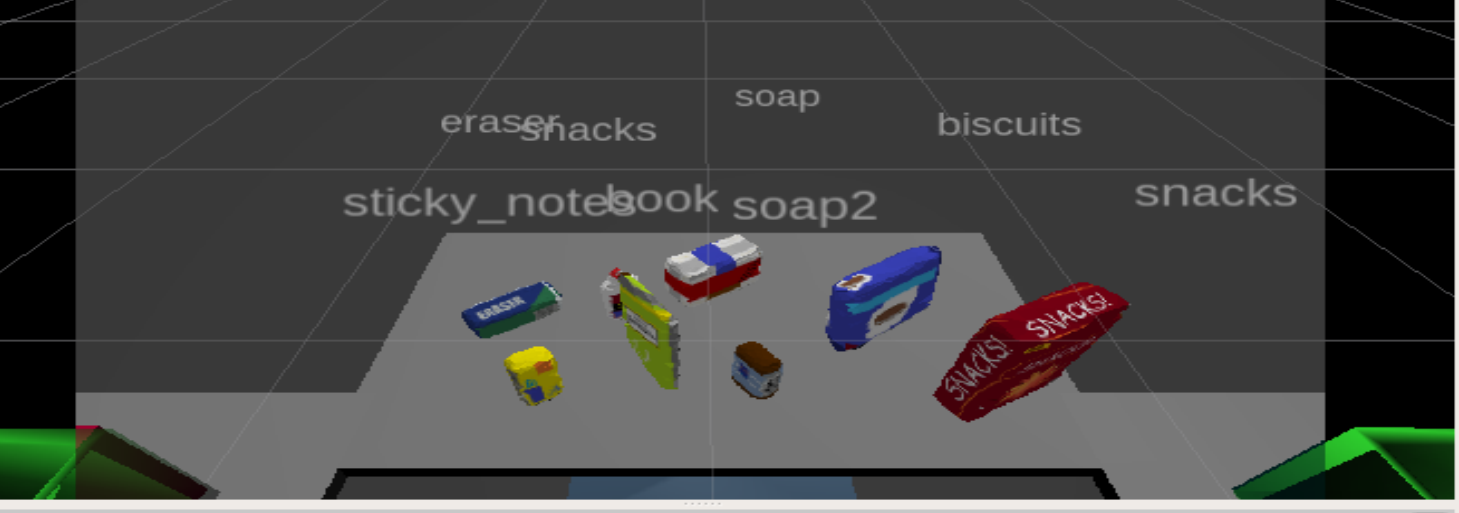 soap
eraser
snacks
biscuits
sticky_notes
book
soap2
snacks
ERASER
SNACKS!
SNACKS!